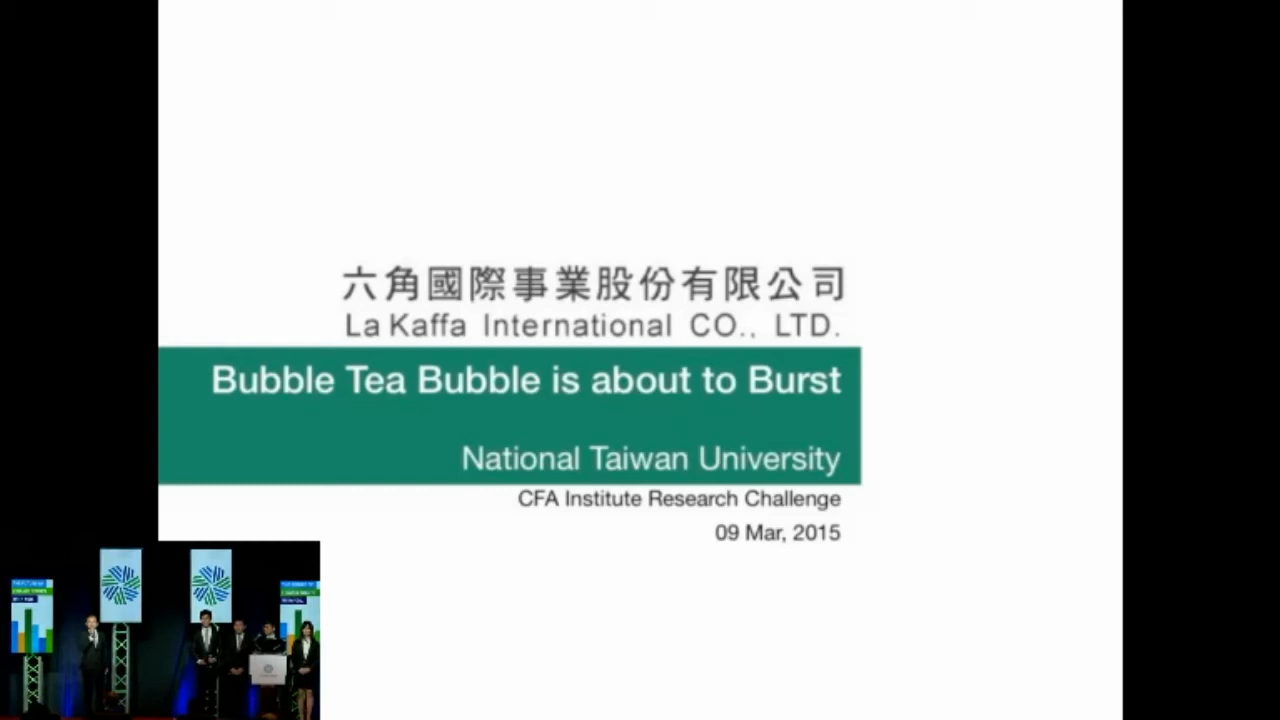 六角國際事業股份有限公司
La Kaffa International CO., LTD.
Bubble Tea Bubble is about to Burst
National Taiwan University
CFA Institute Research Challenge
09 Mar, 2015